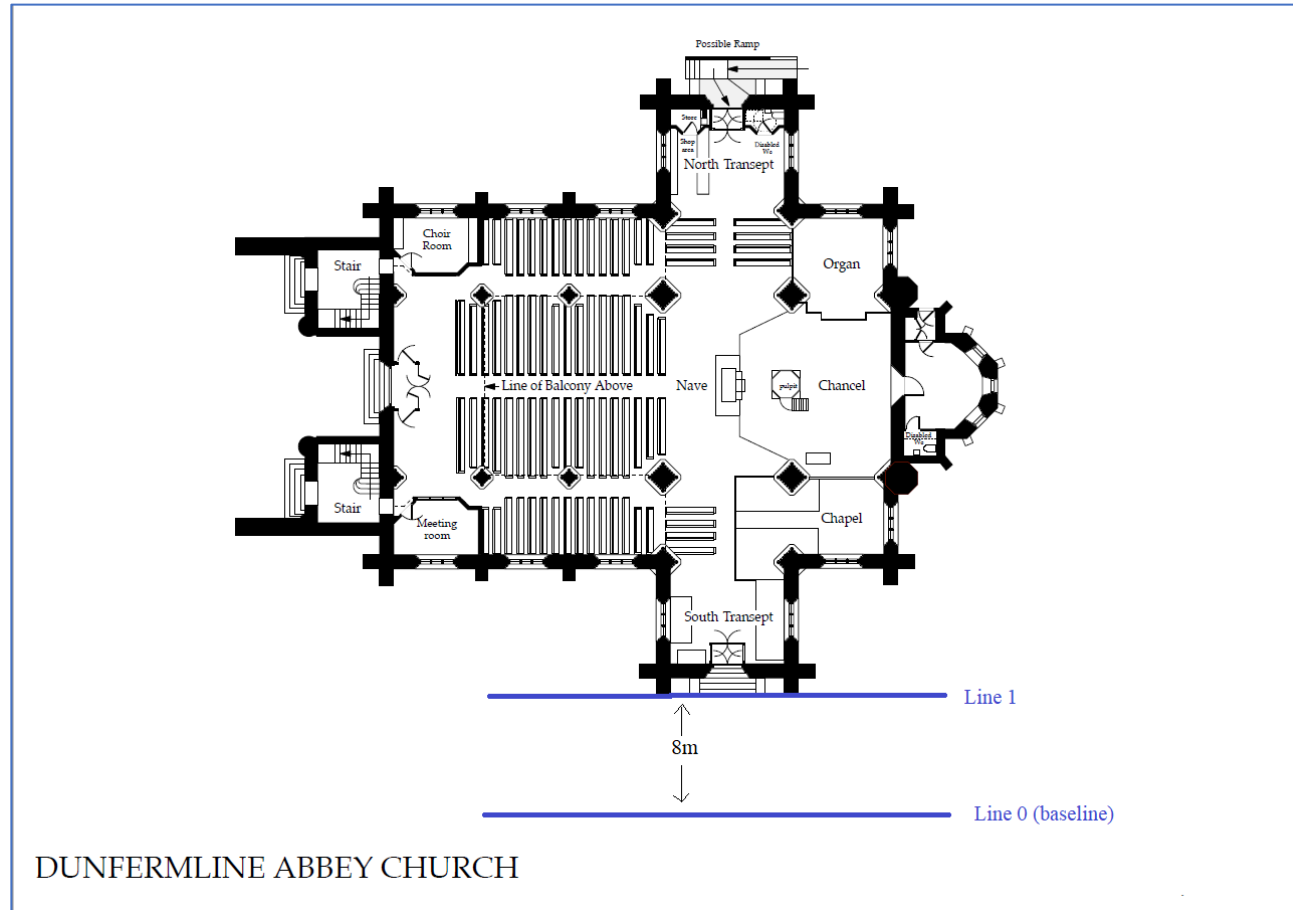 Possible Ramp
Store
Shop
area
Disabled
Wc
North Transept
Choir
Room
Stair
Organ
Line of Balcony Above
Nave
pulpit
Chancel
Disabled
Wc
Stair
Meeting
room
Chapel
South Transept
Line 1
8m
Line 0 (baseline)
DUNFERMLINE ABBEY CHURCH